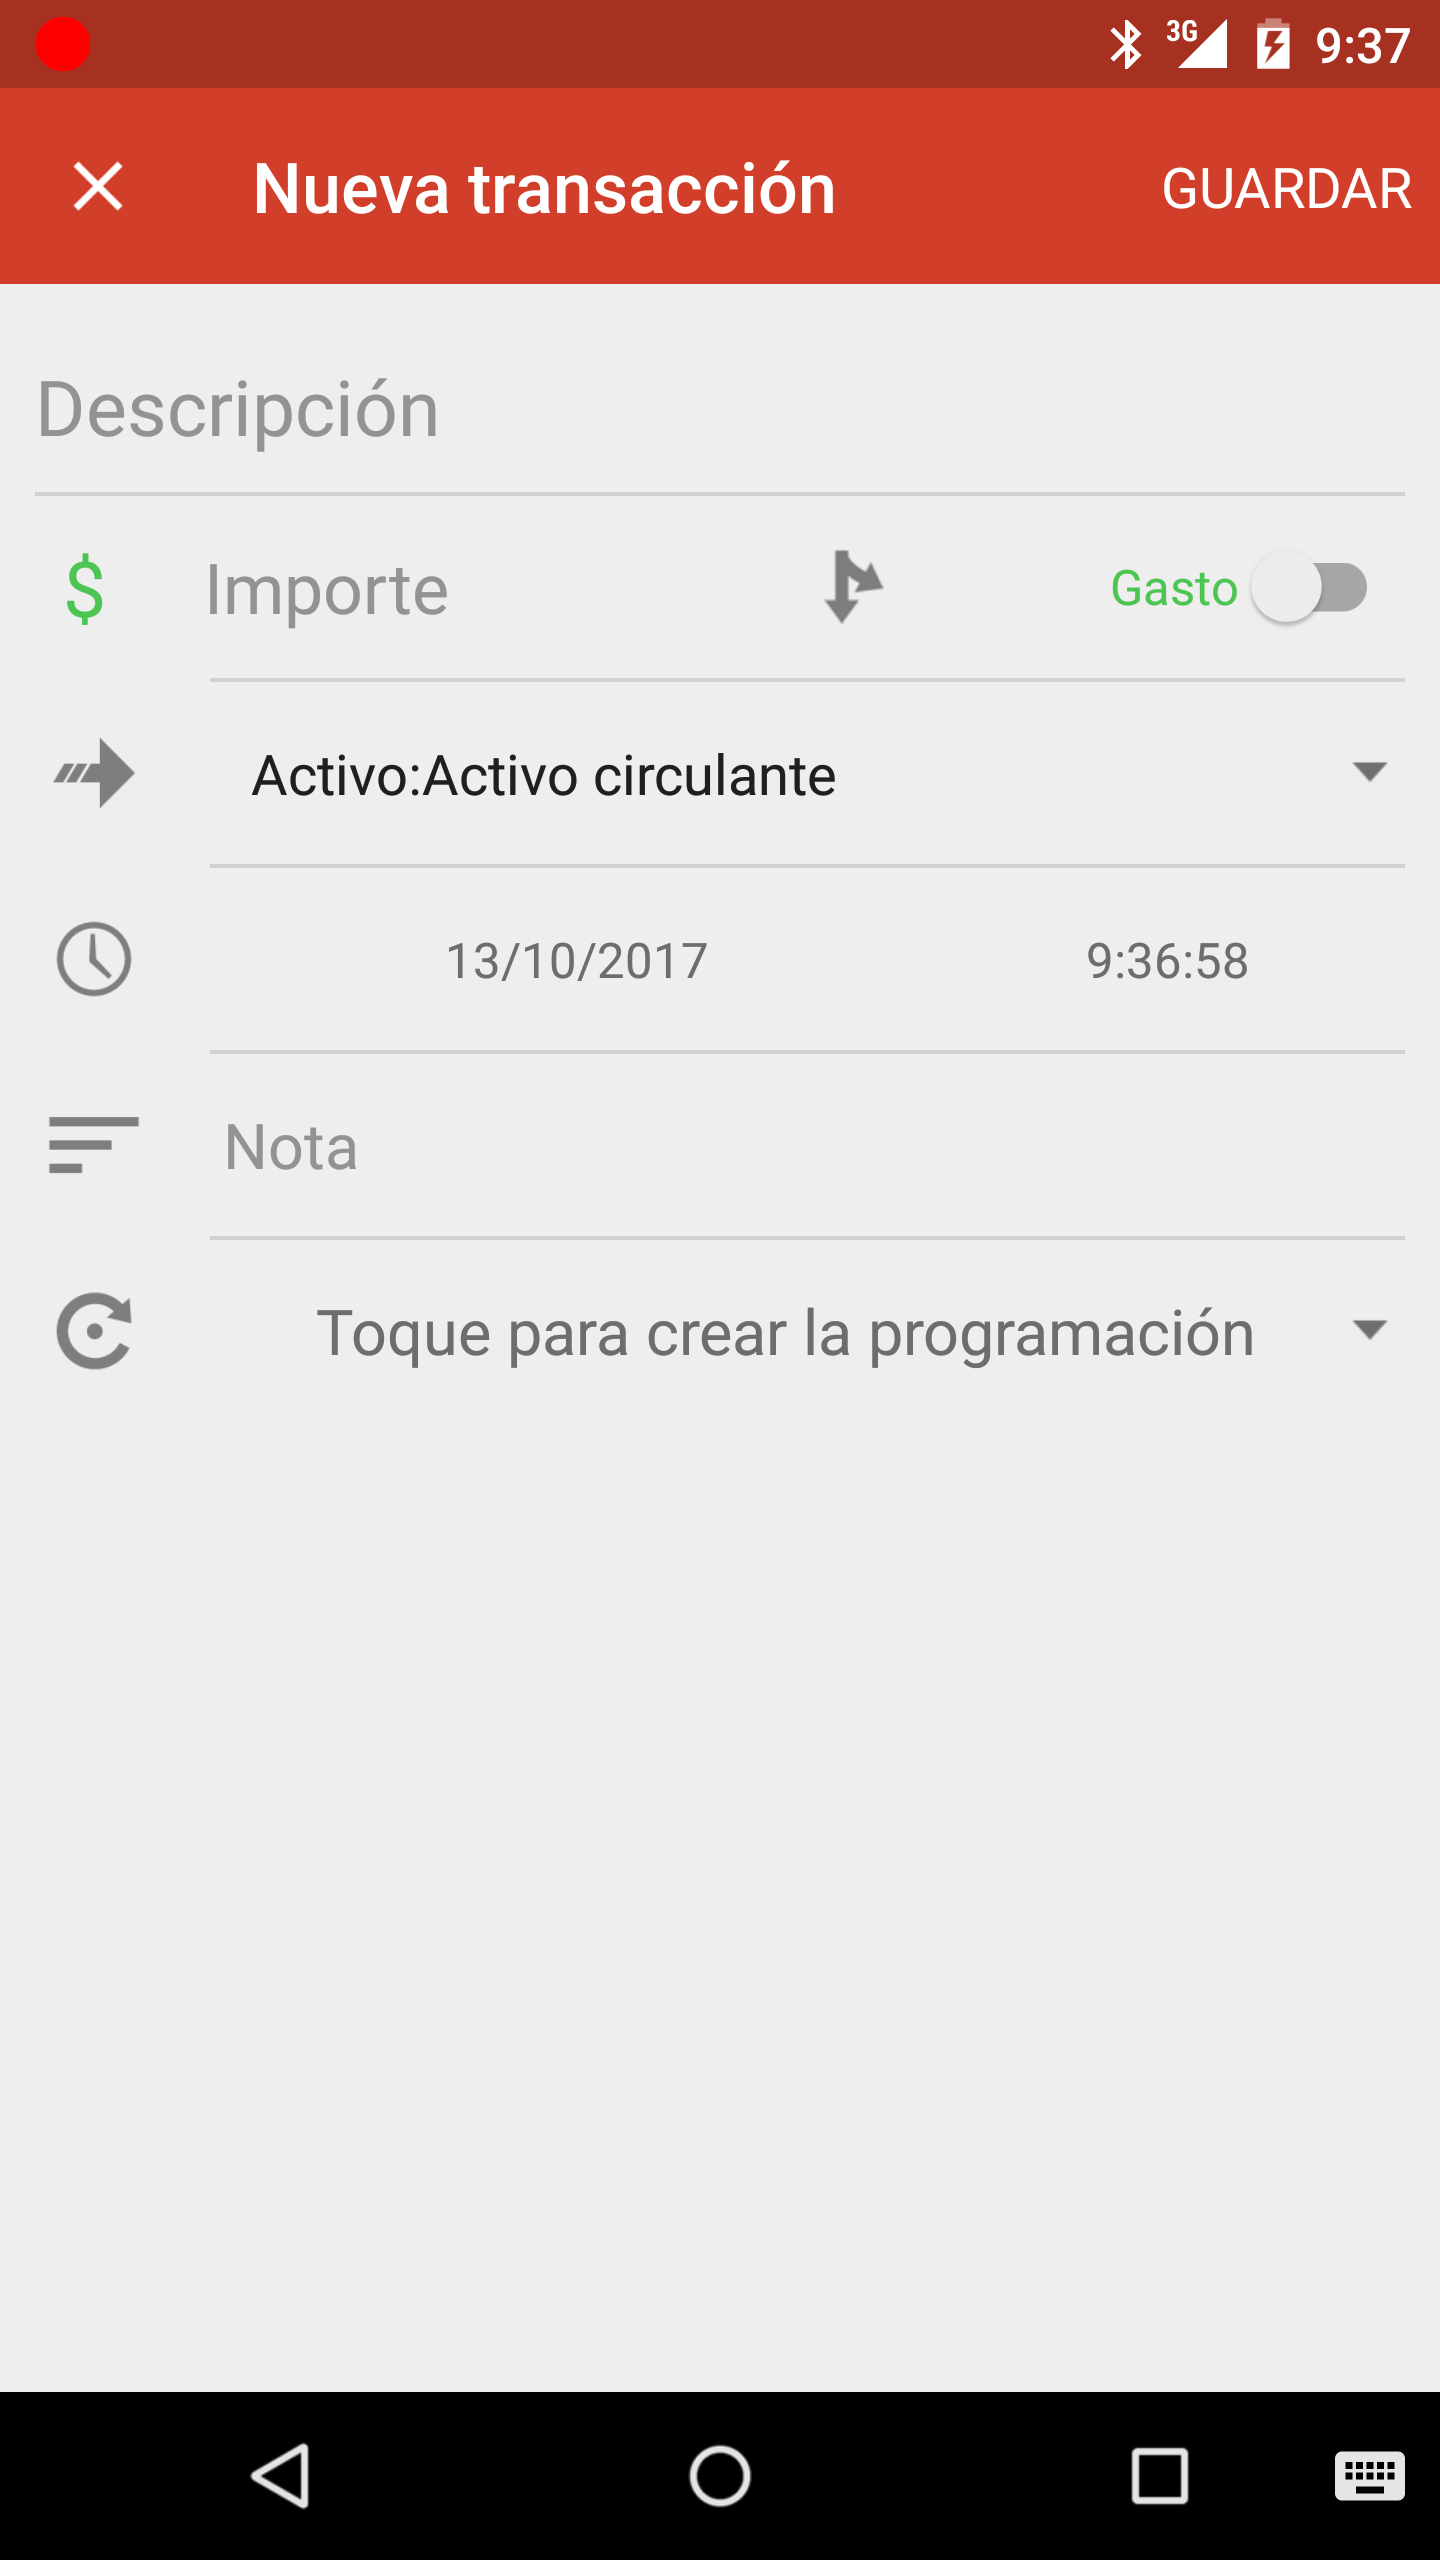 3G 9:37
Nueva transacción GUARDAR
Descripción
$ Importe Gasto
Activo:Activo circulante
13/10/2017 9:36:58
Nota
Toque para crear la programación